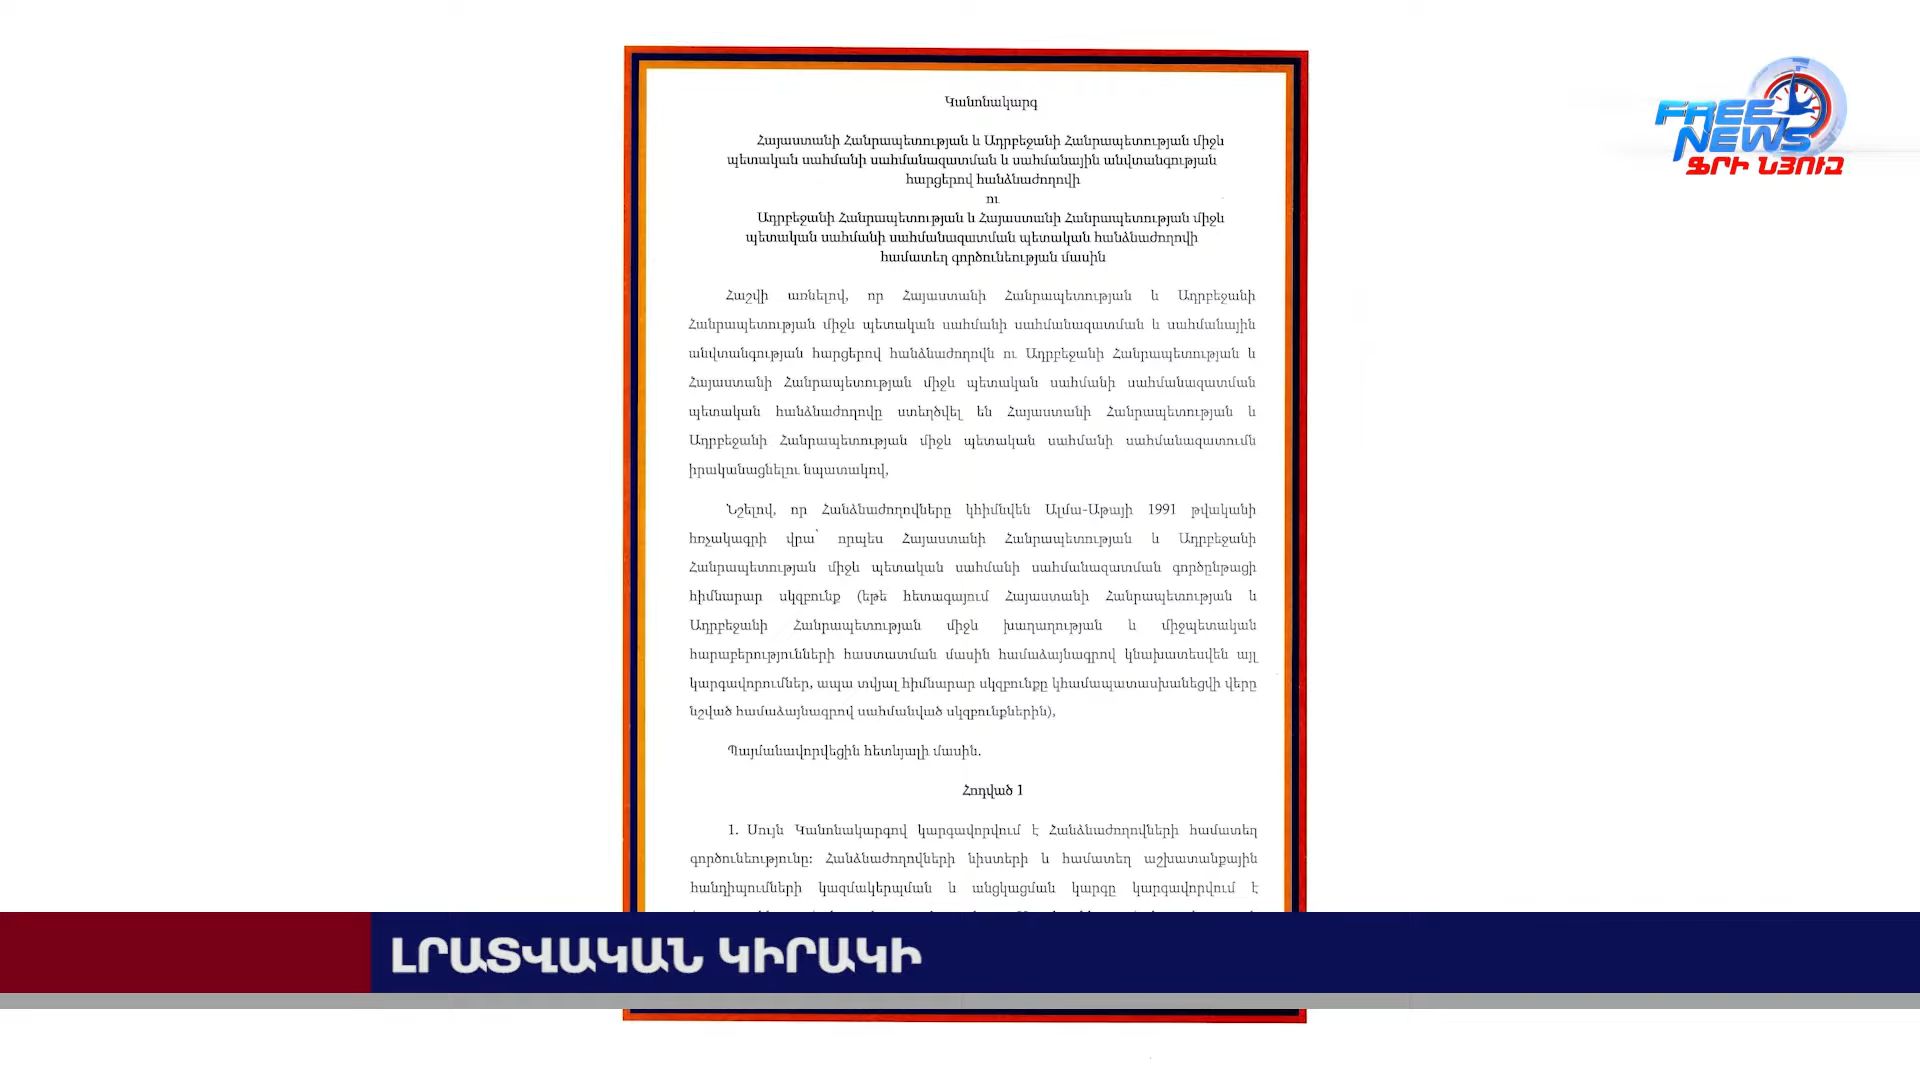 Կանոնակարգ
Հայաստանի Հանրապետության և Ադրբեջանի Հանրապետության միջև
պետական սահմանի սահմանազատման և սահմանային անվտանգության
հարցերով հանձնաժողովի
ու
Ադրբեջանի Հանրապետության և Հայաստանի Հանրապետության միջև
պետական սահմանի սահմանազատման պետական հանձնաժողովի
համատեղ գործունեության մասին
Հաշվի առնելով, որ Հայաստանի Հանրապետության և Ադրբեջանի
Հանրապետության միջև պետական սահմանի սահմանազատման և սահմանային
անվտանգության հարցերով հանձնաժողովն ու Ադրբեջանի Հանրապետության և
Հայաստանի Հանրապետության միջև պետական սահմանի սահմանազատման
պետական հանձնաժողովը ստեղծվել են Հայաստանի Հանրապետության և
Ադրբեջանի Հանրապետության միջև պետական սահմանի սահմանազատումն
իրականացնելու նպատակով,
Նշելով, որ Հանձնաժողովները կհիմնվեն Ալմա-Աթայի 1991 թվականի
հռչակագրի վրա՝ որպես Հայաստանի Հանրապետության և Ադրբեջանի
Հանրապետության միջև պետական սահմանի սահմանազատման գործընթացի
հիմնարար սկզբունք (եթե հետագայում Հայաստանի Հանրապետության և
Ադրբեջանի Հանրապետության միջև խաղաղության և միջպետական
հարաբերությունների հաստատման մասին համաձայնագրով կնախատեսվեն այլ
կարգավորումներ, ապա տվյալ հիմնարար սկզբունքը կհամապատասխանեցվի վերը
նշված համաձայնագրով սահմանված սկզբունքներին),
Պայմանավորվեցին հետևյալի մասին.
Հոդված 1
1. Սույն Կանոնակարգով կարգավորվում է Հանձնաժողովների համատեղ
գործունեությունը: Հանձնաժողովների նիստերի և համատեղ աշխատանքային
հանդիպումների կազմակերպման և անցկացման կարգը կարգավորվում է
ԼՐԱՏՎԱԿԱՆ ԿԻՐԱԿԻ
FREE
NEWS
ՖՐԻ ՆՅՈՒԶ